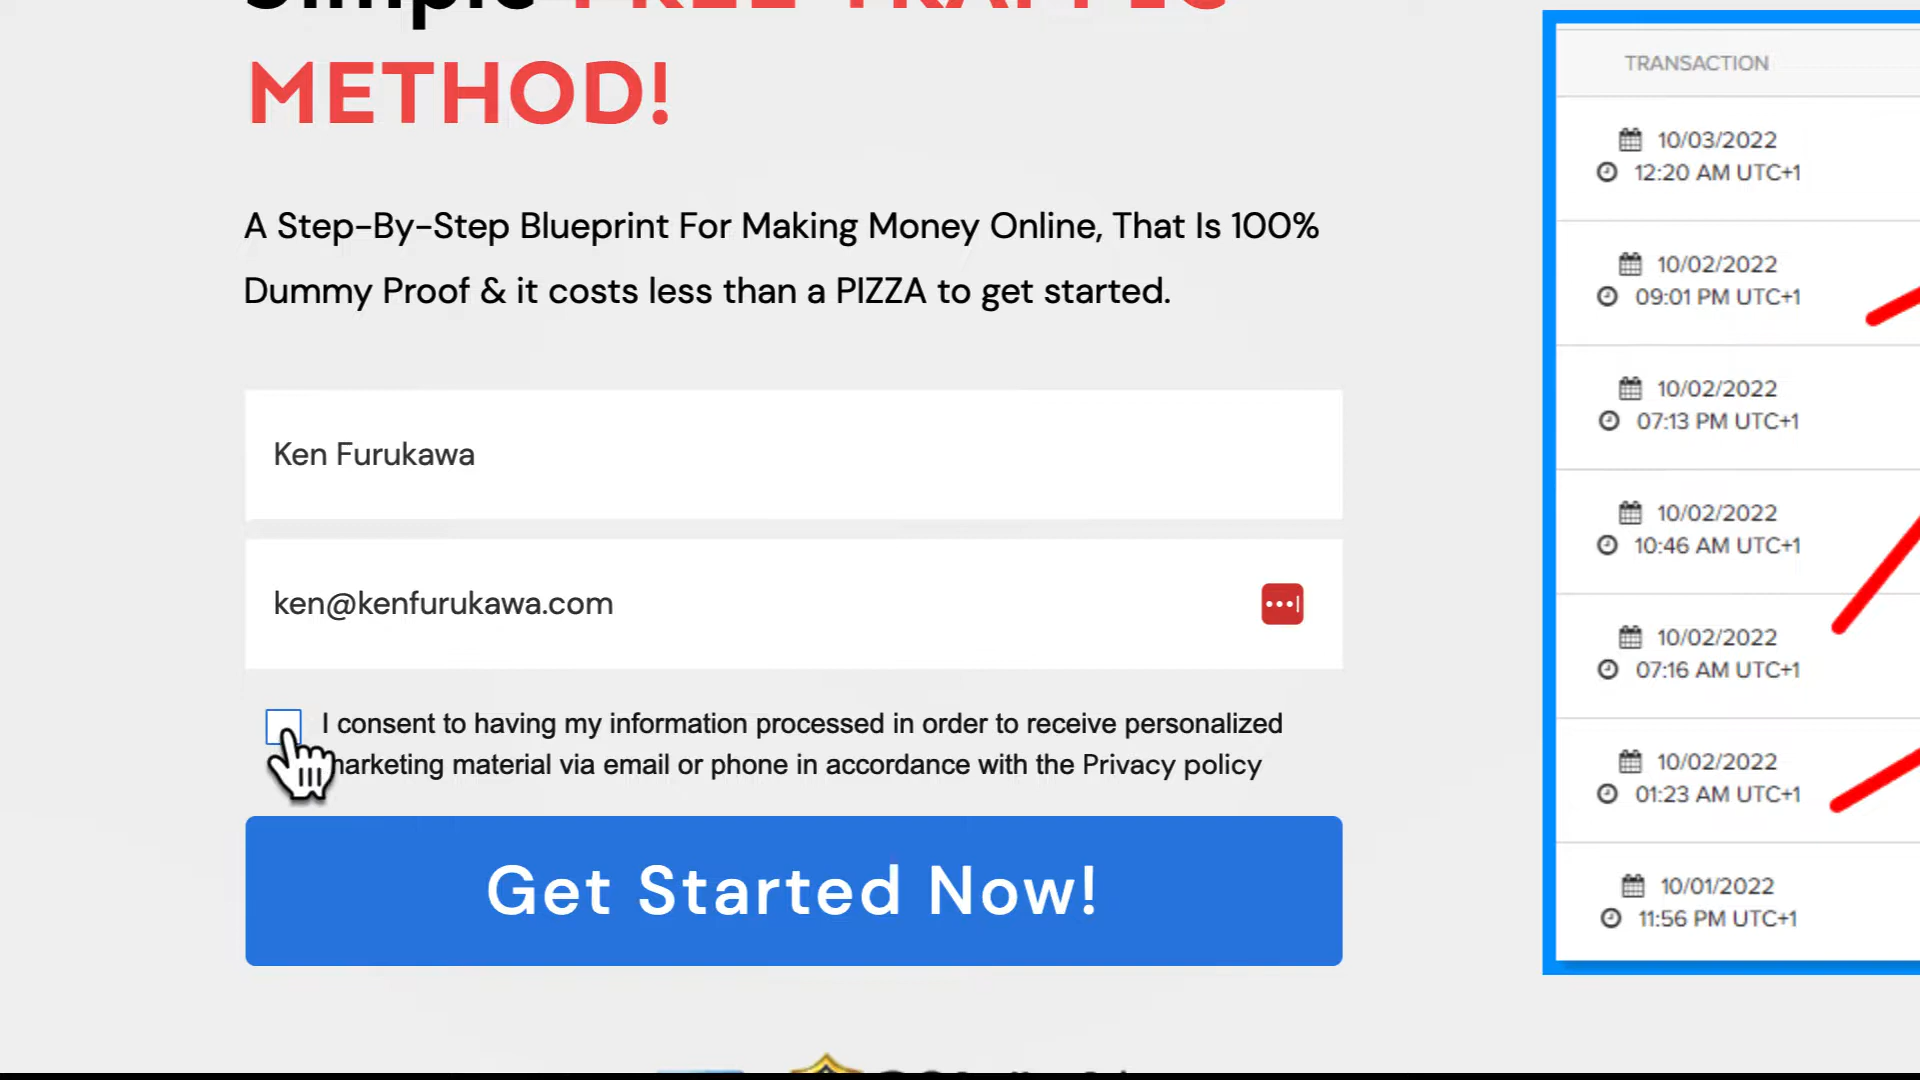 Simple FREE TRAFFIC
METHOD!
A Step-By-Step Blueprint For Making Money Online, That Is 100%
Dummy Proof & it costs less than a PIZZA to get started.
Ken Furukawa
ken@kenfurukawa.com
I consent to having my information processed in order to receive personalized
marketing material via email or phone in accordance with the Privacy policy
Get Started Now!
TRANSACTION
10/03/2022
12:20 AM UTC+1
10/02/2022
09:01 PM UTC+1
10/02/2022
07:13 PM UTC+1
10/02/2022
10:46 AM UTC+1
10/02/2022
07:16 AM UTC+1
10/02/2022
01:23 AM UTC+1
10/01/2022
11:56 PM UTC+1